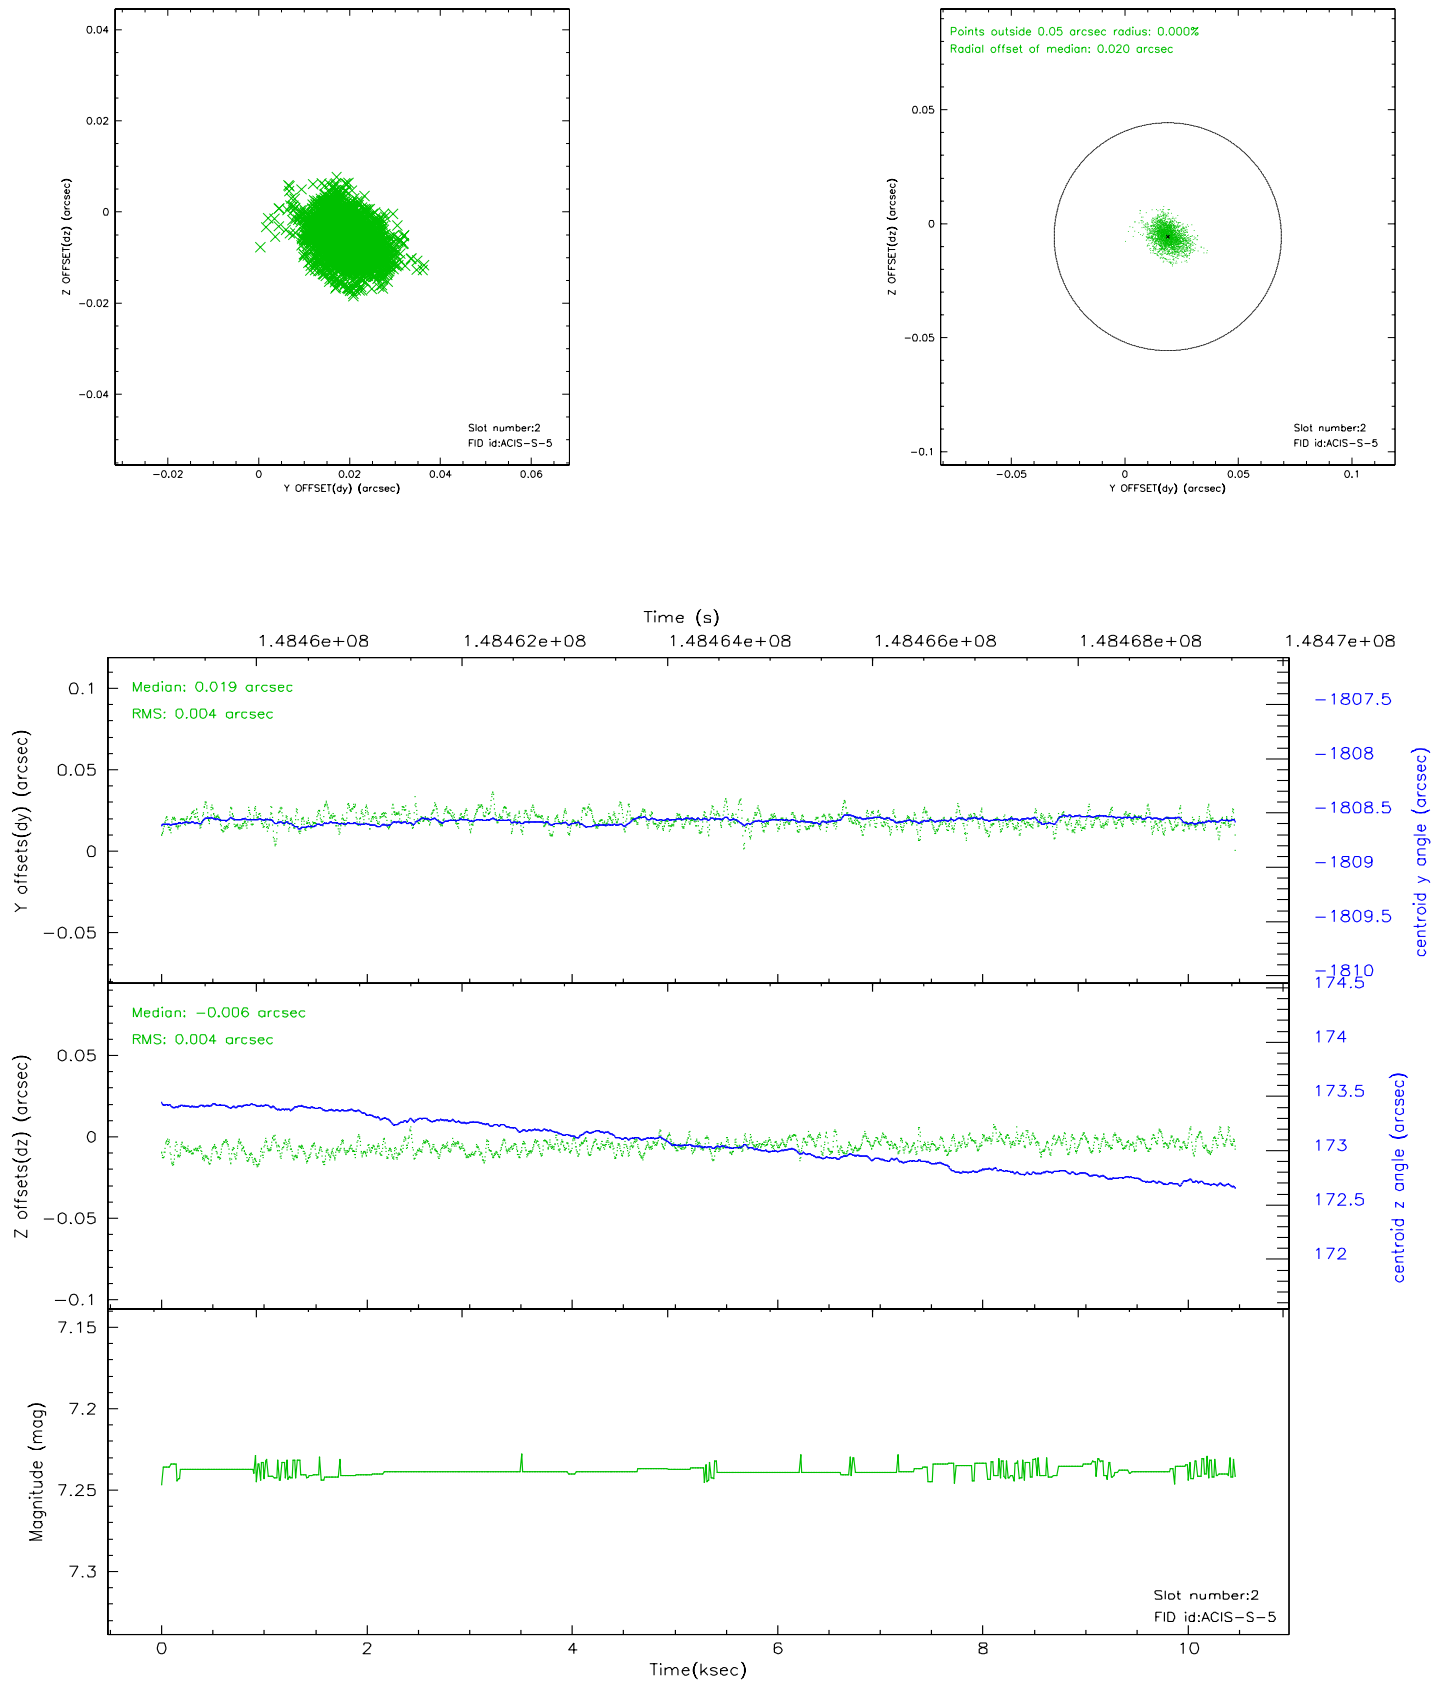 0.04
0.02
0
−0.02
−0.04
Z OFFSET(dz) (arcsec)
Slot number:2
FID id:ACIS−S−5
−0.02
0
0.02
0.04
0.06
Y OFFSET(dy) (arcsec)
Points outside 0.05 arcsec radius: 0.000%
Radial offset of median: 0.020 arcsec
0.05
0
−0.05
−0.1
Z OFFSET(dz) (arcsec)
Slot number:2
FID id:ACIS−S−5
−0.05
0
0.05
0.1
Y OFFSET(dy) (arcsec)
Time (s)
1.4846e+08
1.48462e+08
1.48464e+08
1.48466e+08
1.48468e+08
1.4847e+08
Median: 0.019 arcsec
RMS: 0.004 arcsec
0.1
0.05
0
−0.05
Y offsets(dy) (arcsec)
−1807.5
−1808
−1808.5
−1809
−1809.5
−1810
centroid y angle (arcsec)
Median: −0.006 arcsec
RMS: 0.004 arcsec
0.05
0
−0.05
−0.1
Z offsets(dz) (arcsec)
174.5
174
173.5
173
172.5
172
centroid z angle (arcsec)
7.15
7.2
7.25
7.3
Magnitude (mag)
Slot number:2
FID id:ACIS−S−5
0
2
4
6
8
10
Time(ksec)